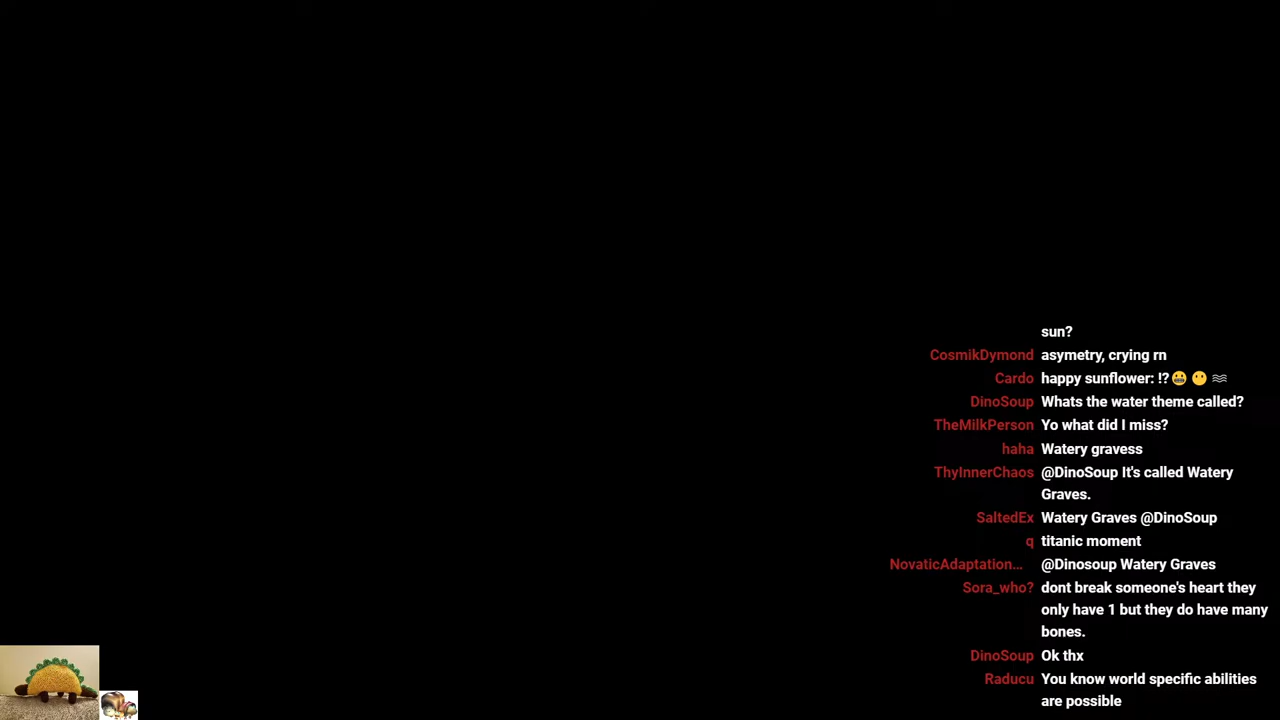 sun?
CosmikDymond asymetry, crying rn
Cardo happy sunflower: !?😬 😶 ≈
DinoSoup Whats the water theme called?
TheMilkPerson Yo what did I miss?
haha Watery gravess
ThyInnerChaos @DinoSoup It's called Watery
Graves.
SaltedEx Watery Graves @DinoSoup
q titanic moment
NovaticAdaptation... @Dinosoup Watery Graves
Sora_who? dont break someone's heart they
only have 1 but they do have many
bones.
DinoSoup Ok thx
Raducu You know world specific abilities
are possible